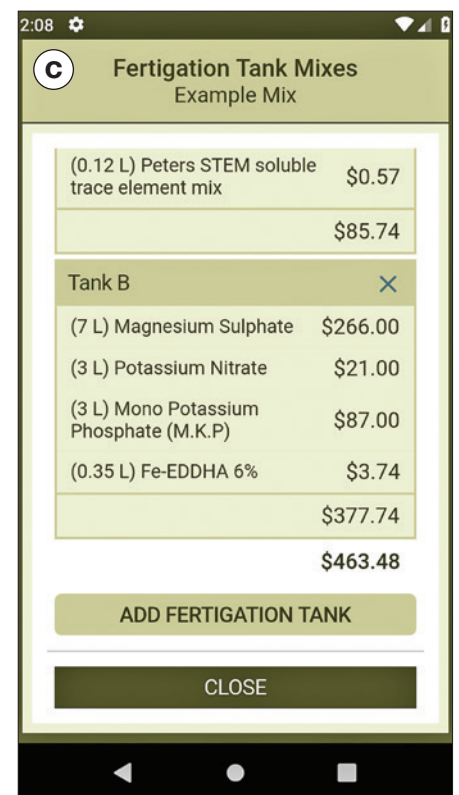 2:08
C
Fertigation Tank Mixes
Example Mix
(0.12 L) Peters STEM soluble
trace element mix
$0.57
$85.74
Tank B
(7 L) Magnesium Sulphate $266.00
(3 L) Potassium Nitrate $21.00
(3 L) Mono Potassium
Phosphate (M.K.P)
$87.00
(0.35 L) Fe-EDDHA 6% $3.74
$377.74
$463.48
ADD FERTIGATION TANK
CLOSE